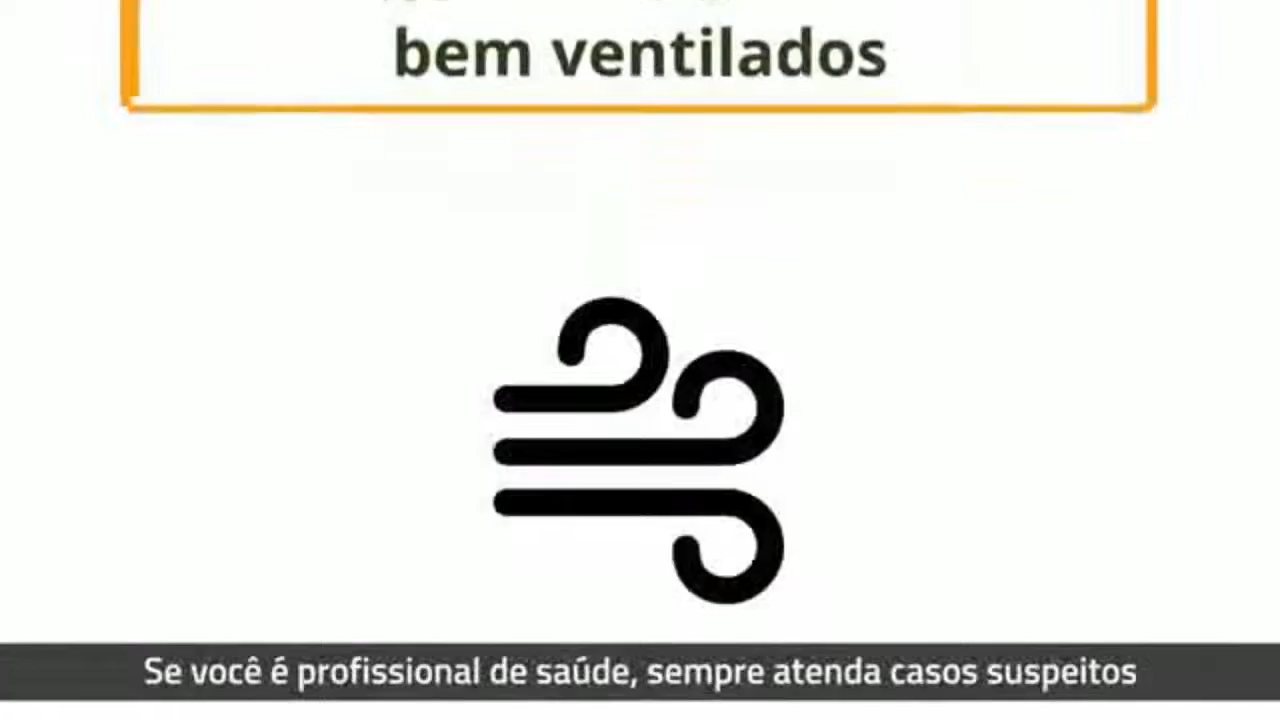 bem ventilados
Se você é profissional de saúde, sempre atenda casos suspeitos